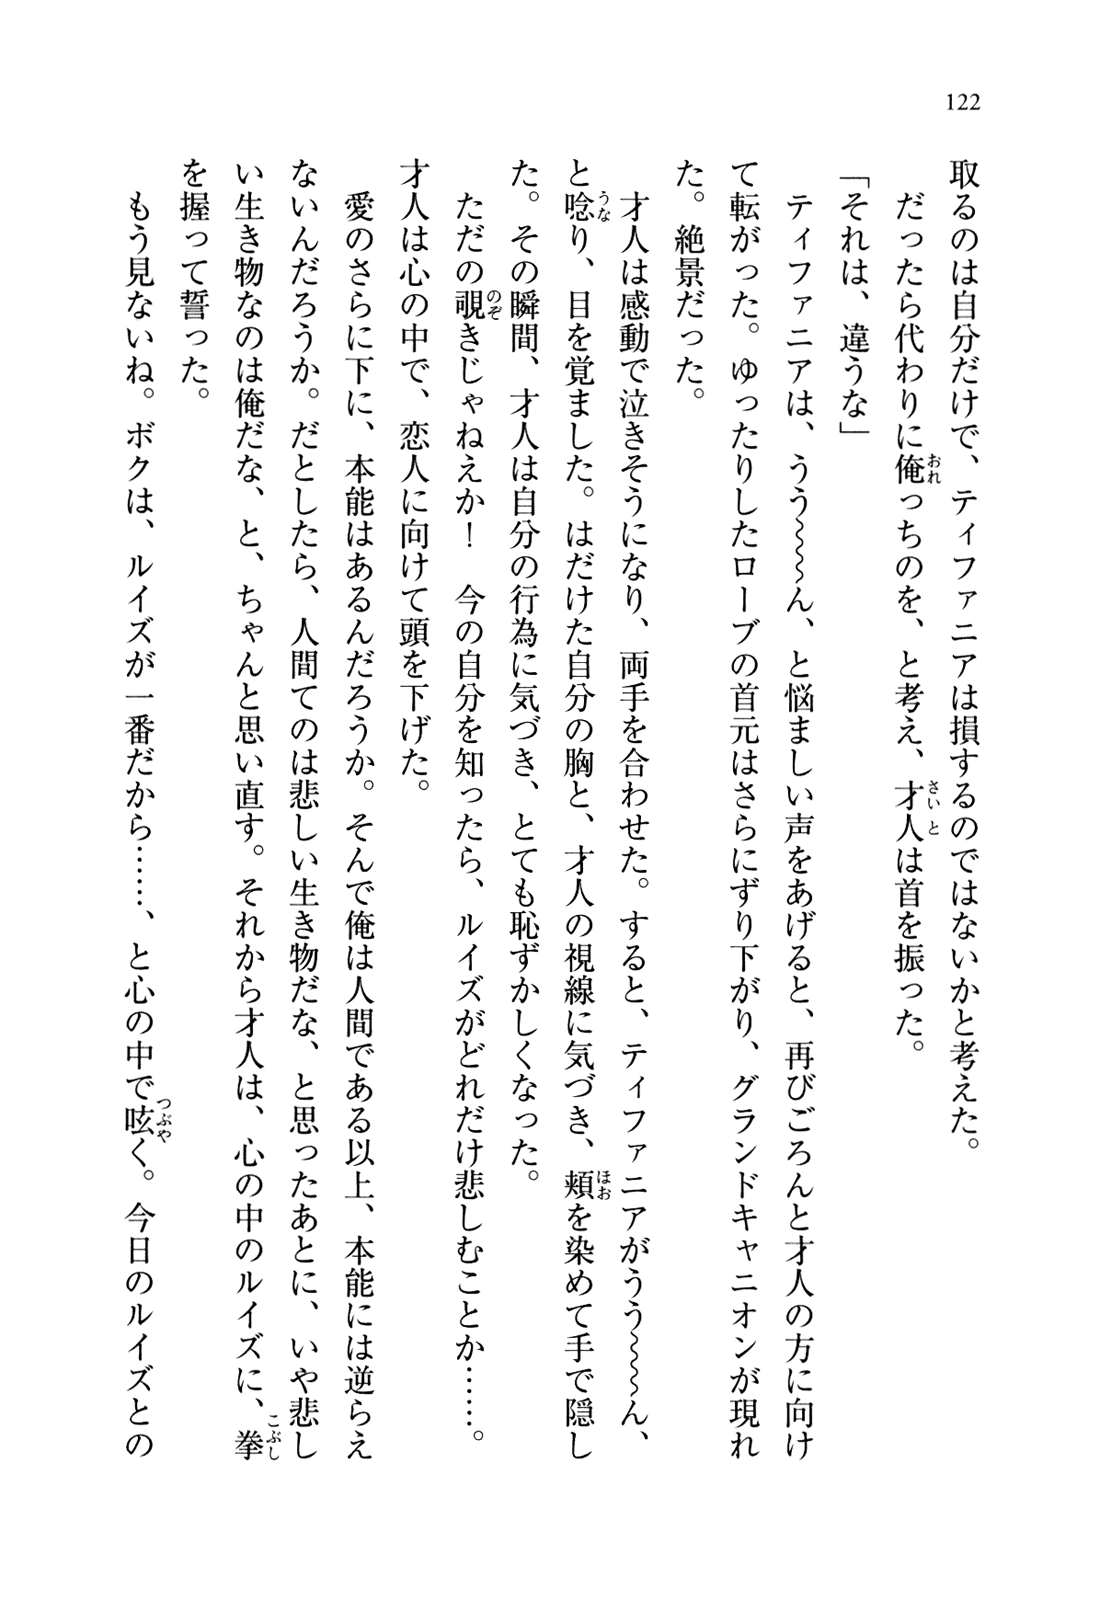 122
取るのは自分だけで、ティファニアは損するのではないかと考えた。
だったら代わりに俺っちのを、と考え、才人は首を振った。
「それは、違うな」
ティファニアは、うう〜〜〜ん、と悩ましい声をあげると、再びごろんと才人の方に向け
て転がった。ゆったりしたローブの首元はさらにずり下がり、グランドキャニオンが現れ
た。絶景だった。
才人は感動で泣きそうになり、両手を合わせた。すると、ティファニアがうう〜〜〜ん、
と唸り、目を覚ました。はだけた自分の胸と、才人の視線に気づき、頬を染めて手で隠し
た。その瞬間、才人は自分の行為に気づき、とても恥ずかしくなった。
ただの覗きじゃねえか！　今の自分を知ったら、ルイズがどれだけ悲しむことか……。
才人は心の中で、恋人に向けて頭を下げた。
愛のさらに下に、本能はあるんだろうか。そんで俺は人間である以上、本能には逆らえ
ないんだろうか。だとしたら、人間てのは悲しい生き物だな、と思ったあとに、いや悲し
い生き物なのは俺だな、と、ちゃんと思い直す。それから才人は、心の中のルイズに、拳
を握って誓った。
もう見ないね。ボクは、ルイズが一番だから……、と心の中で呟く。今日のルイズとの